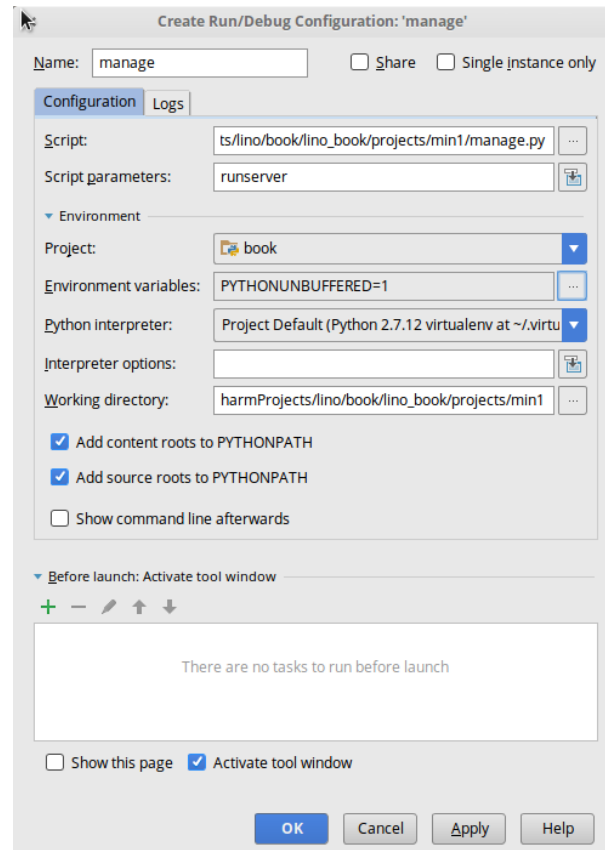 Create Run/Debug Configuration: 'manage'
Name: manage Share Single instance only
Configuration Logs
Script: ts/lino/book/lino_book/projects/min1/manage.py ...
Script parameters: runserver
Environment
Project: book
Environment variables: PYTHONUNBUFFERED=1 ...
Python interpreter: Project Default (Python 2.7.12 virtualenv at ~/.virtu
Interpreter options:
Working directory: harmProjects/lino/book/lino_book/projects/min1 ...
Add content roots to PYTHONPATH
Add source roots to PYTHONPATH
Show command line afterwards
Before launch: Activate tool window
There are no tasks to run before launch
Show this page Activate tool window
OK Cancel Apply Help